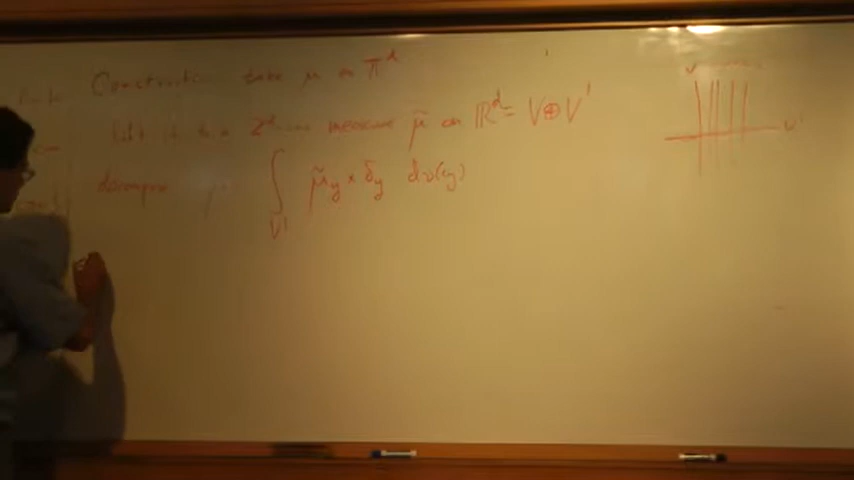 Construction take μ on 𝕋^d
lift it to a ℤ^d inv measure μ̃ on ℝ^d = V ⊕ V'
decompose μ̃ ∫_{V'} μ̃_y × δ_y dν(y)
V
V'